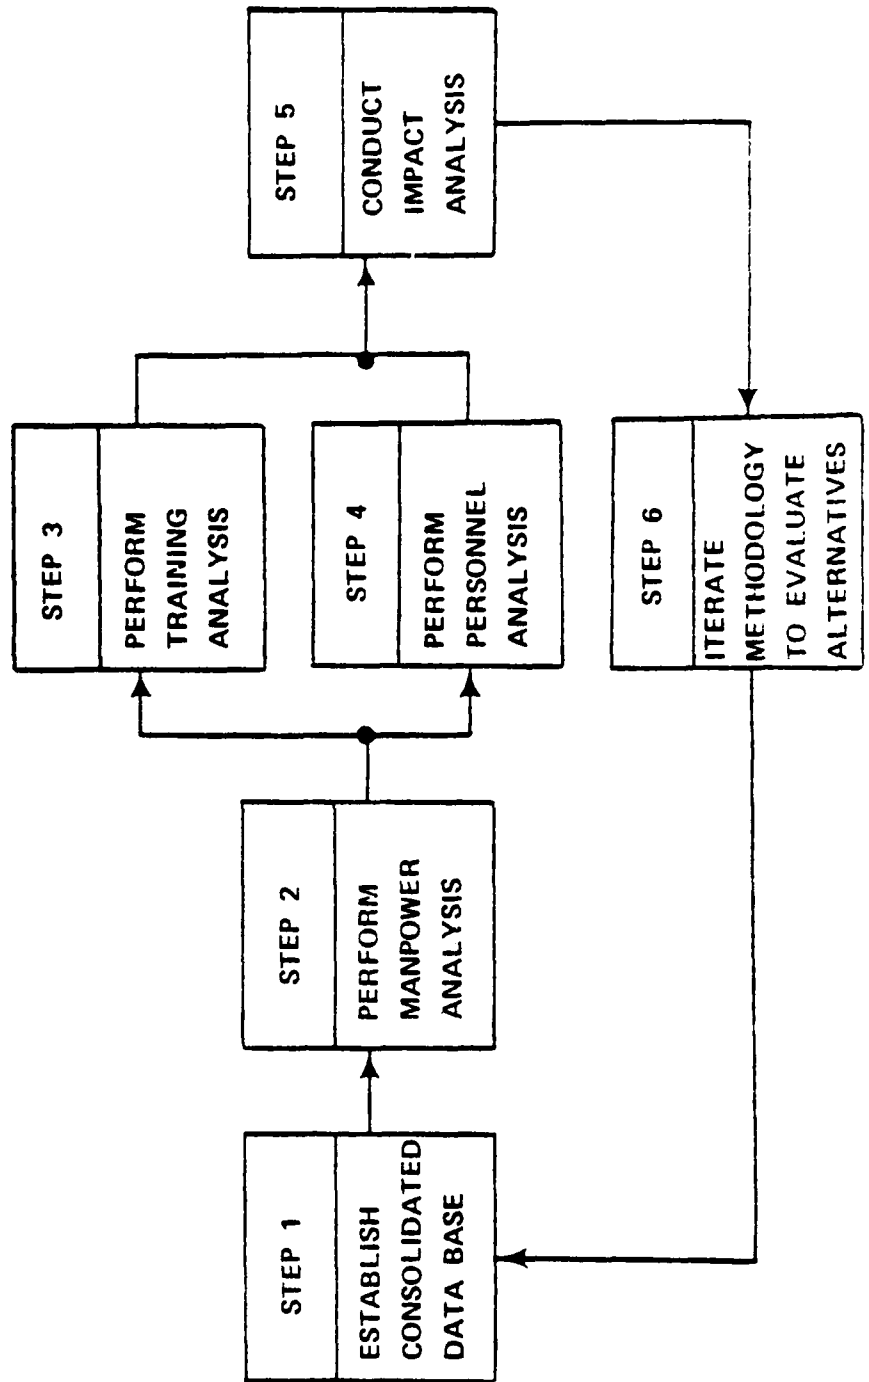 STEP 1
ESTABLISH
CONSOLIDATED
DATA BASE
STEP 2
PERFORM
MANPOWER
ANALYSIS
STEP 3
PERFORM
TRAINING
ANALYSIS
STEP 4
PERFORM
PERSONNEL
ANALYSIS
STEP 5
CONDUCT
IMPACT
ANALYSIS
STEP 6
ITERATE
METHODOLOGY
TO EVALUATE
ALTERNATIVES